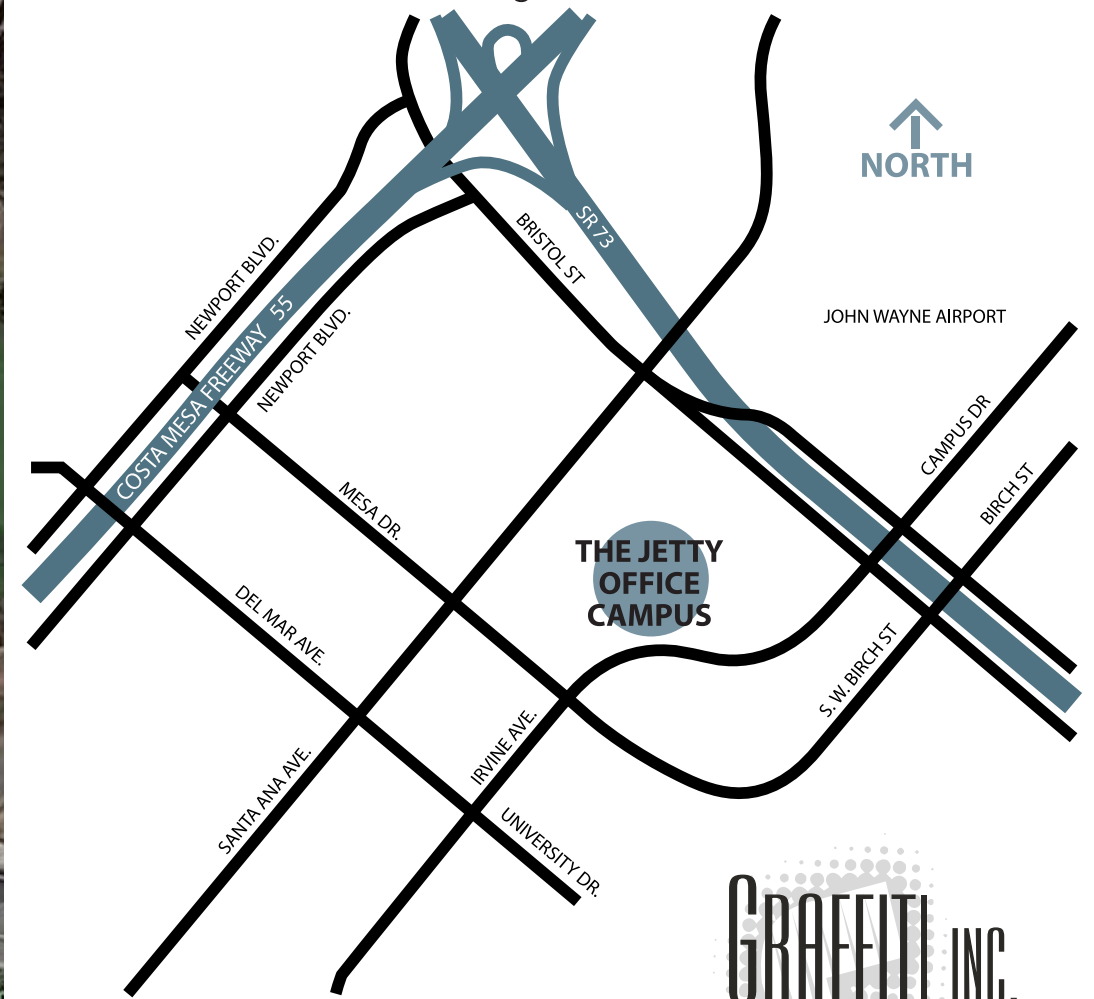 NORTH
SR 73
BRISTOL ST
NEWPORT BLVD.
COSTA MESA FREEWAY 55
NEWPORT BLVD.
JOHN WAYNE AIRPORT
CAMPUS DR
BIRCH ST
MESA DR.
THE JETTY
OFFICE
CAMPUS
DEL MAR AVE.
S. W. BIRCH ST
IRVINE AVE.
SANTA ANA AVE.
UNIVERSITY DR.
GRAFFITI INC.